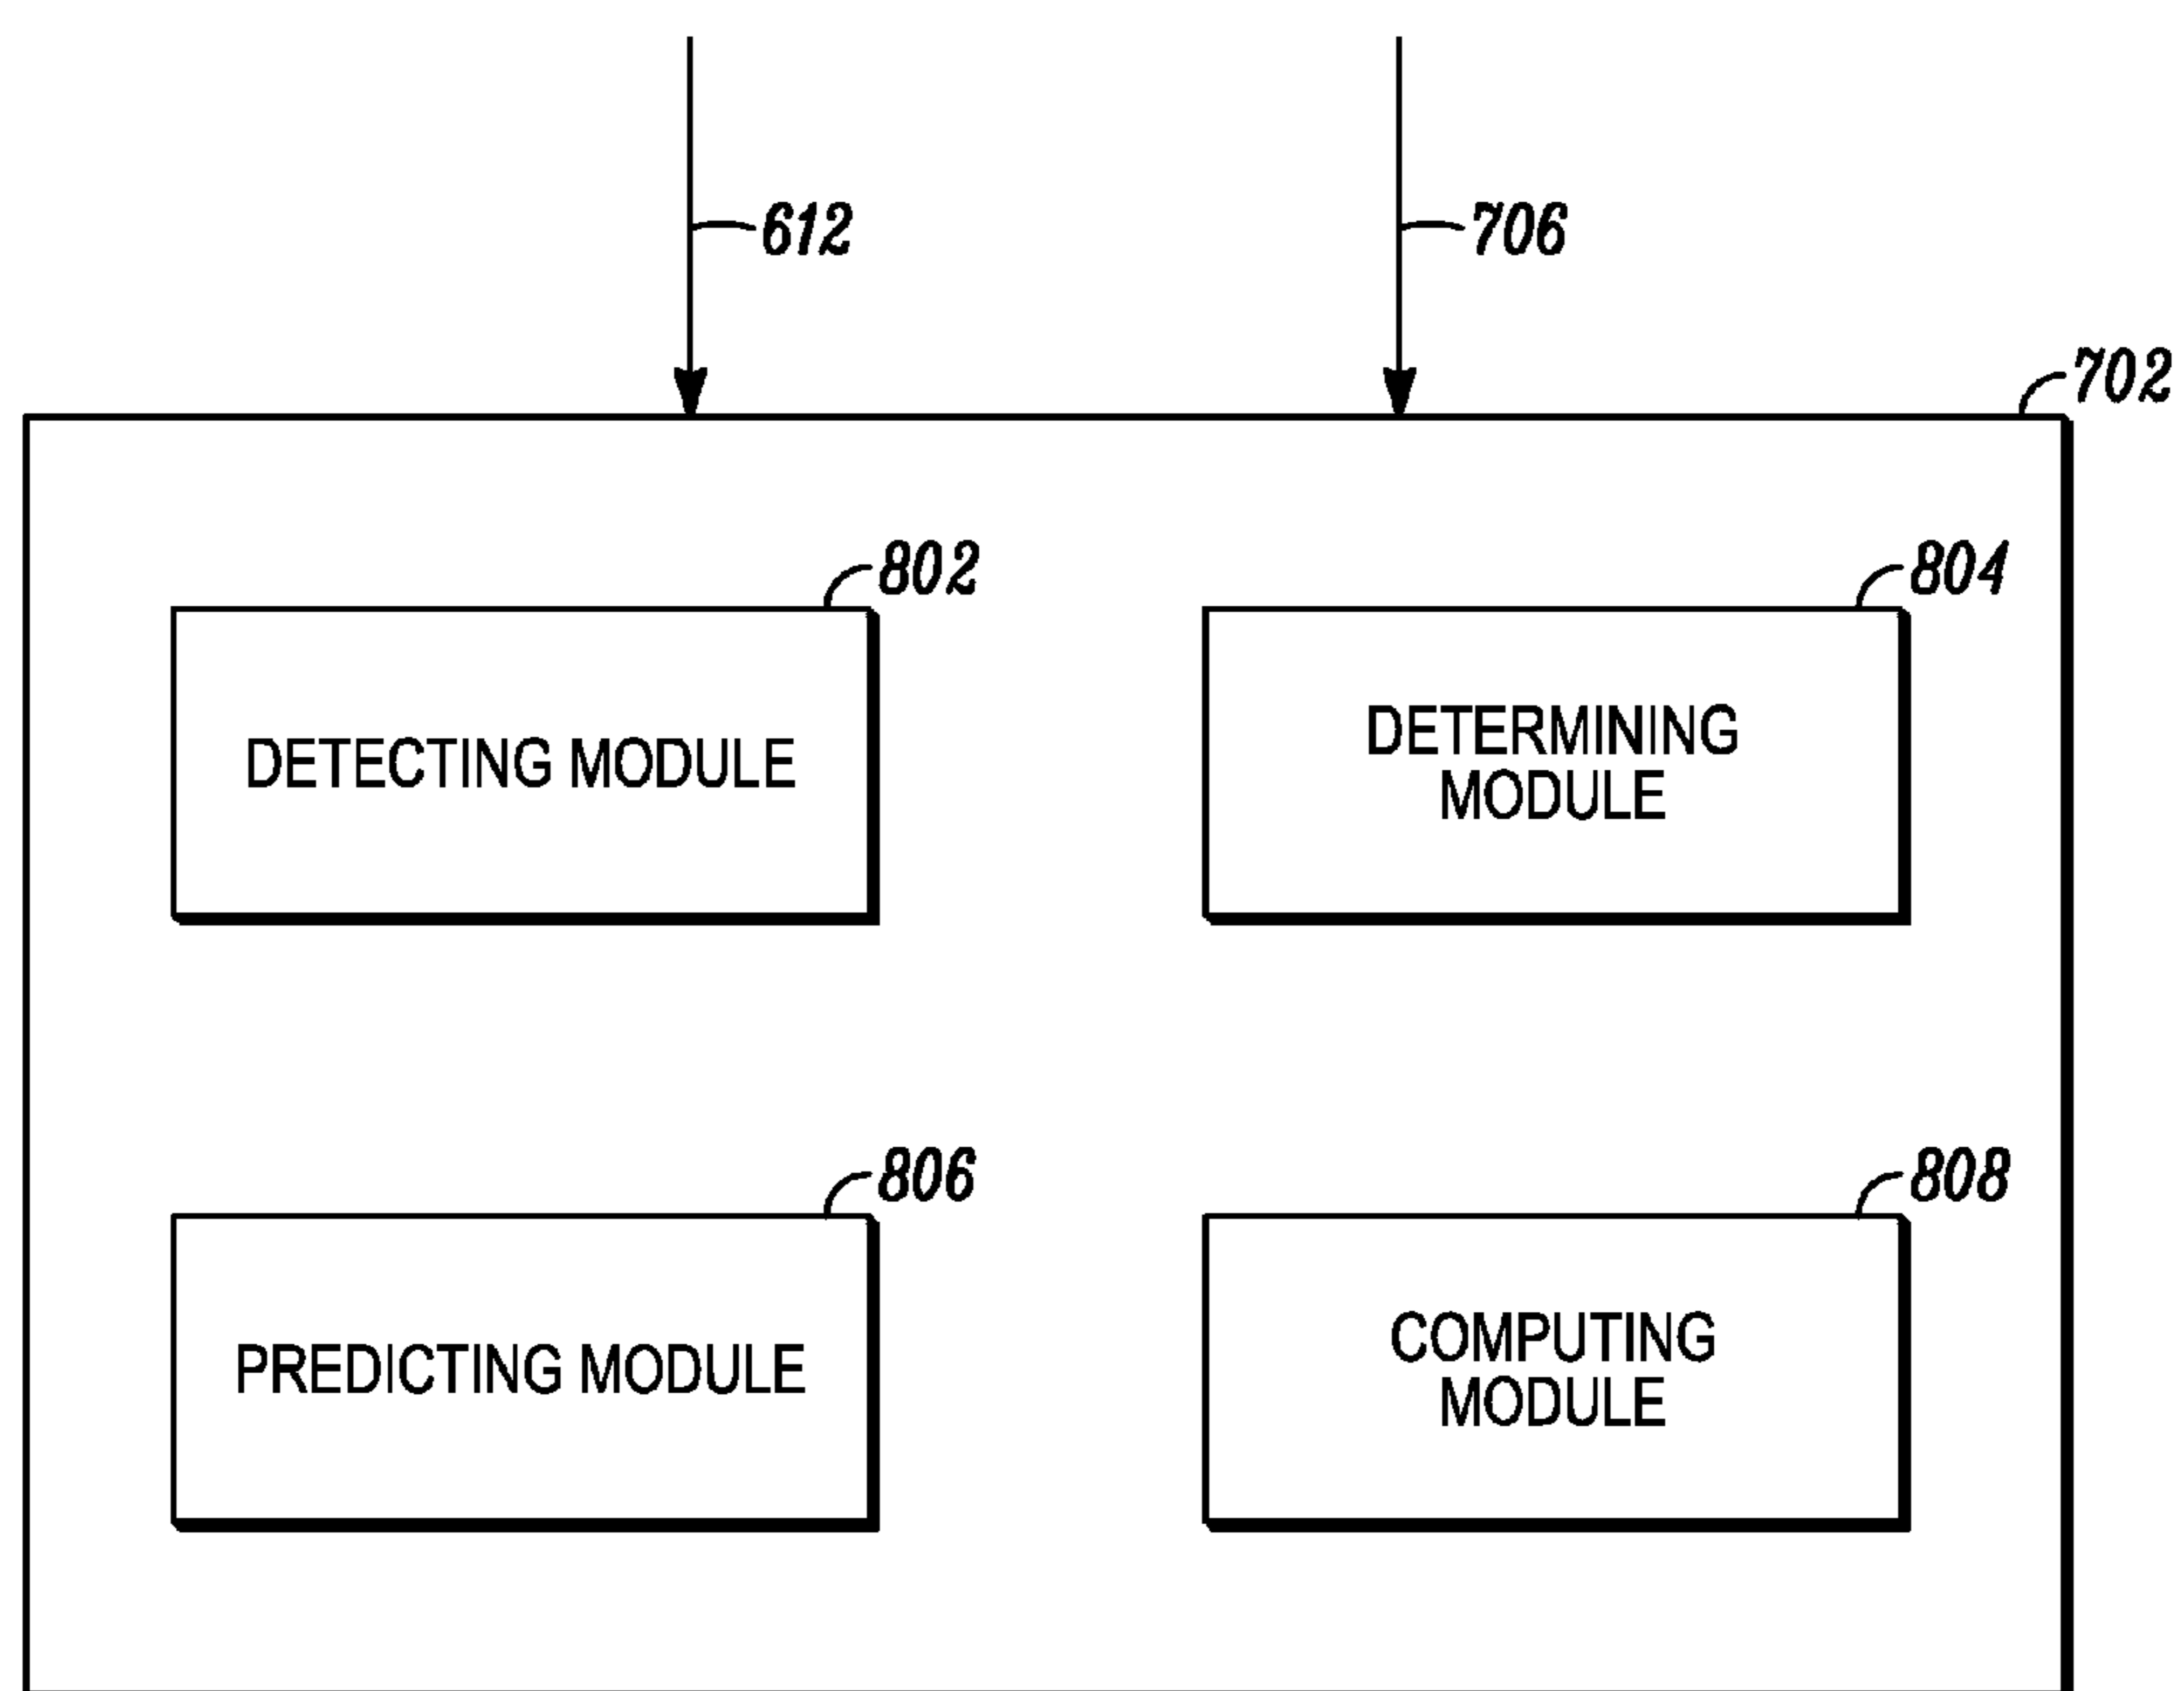 612
706
702
802
804
DETECTING MODULE
DETERMINING
MODULE
806
808
PREDICTING MODULE
COMPUTING
MODULE